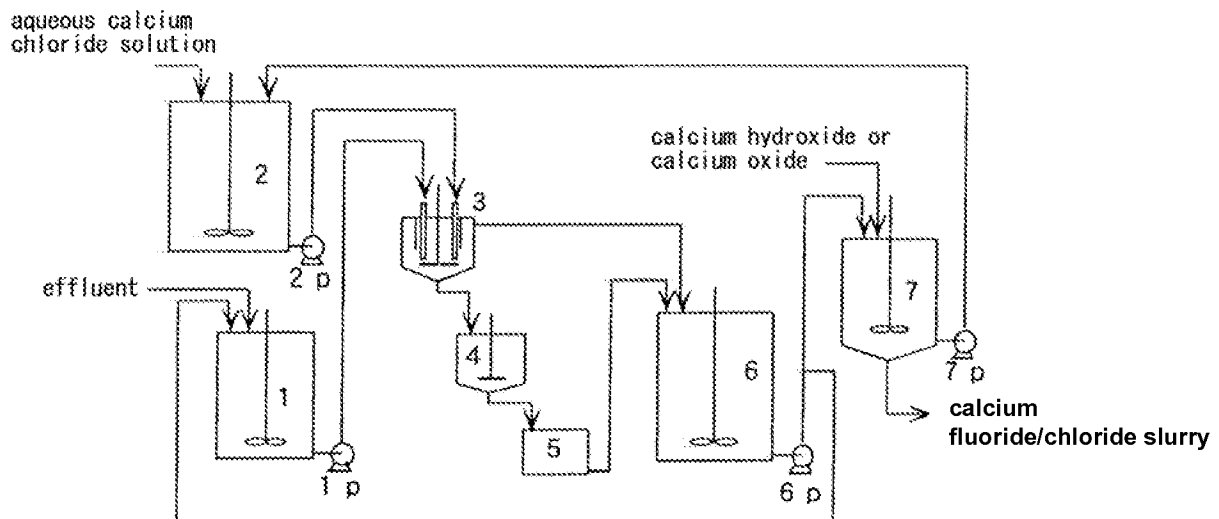 aqueous calcium
chloride solution
calcium hydroxide or
calcium oxide
2
3
2 p
effluent
7
4
6
7 p
1
calcium
fluoride/chloride slurry
5
1 p
6 p